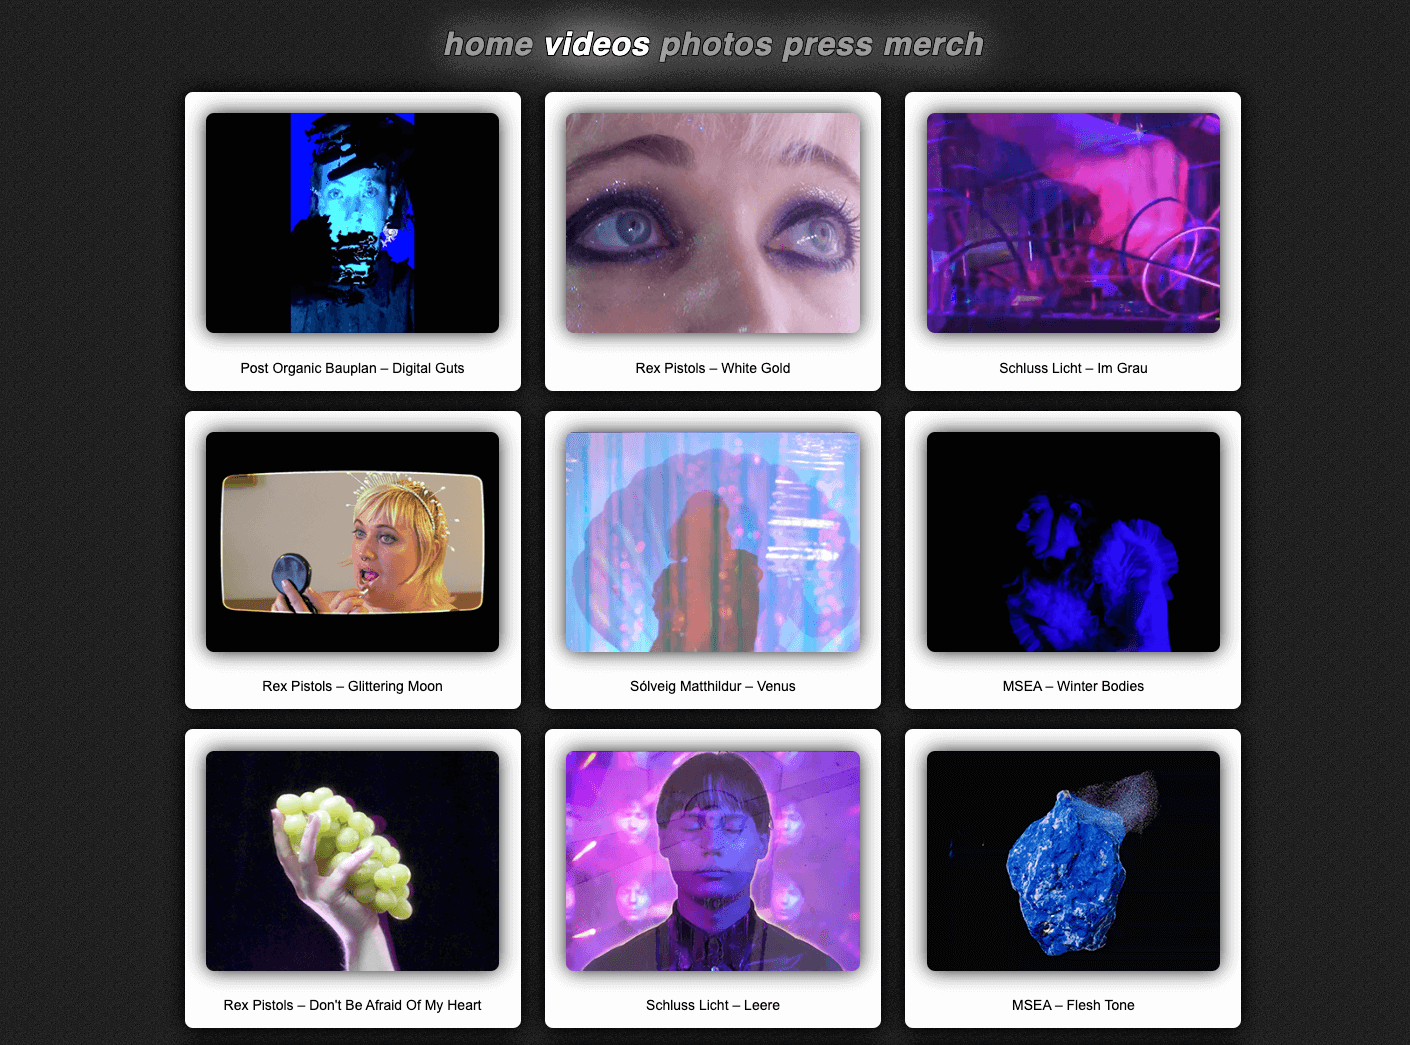 home videos photos press merch
Post Organic Bauplan – Digital Guts
Rex Pistols – White Gold
Schluss Licht – Im Grau
Rex Pistols – Glittering Moon
Sólveig Matthildur – Venus
MSEA – Winter Bodies
Rex Pistols – Don't Be Afraid Of My Heart
Schluss Licht – Leere
MSEA – Flesh Tone